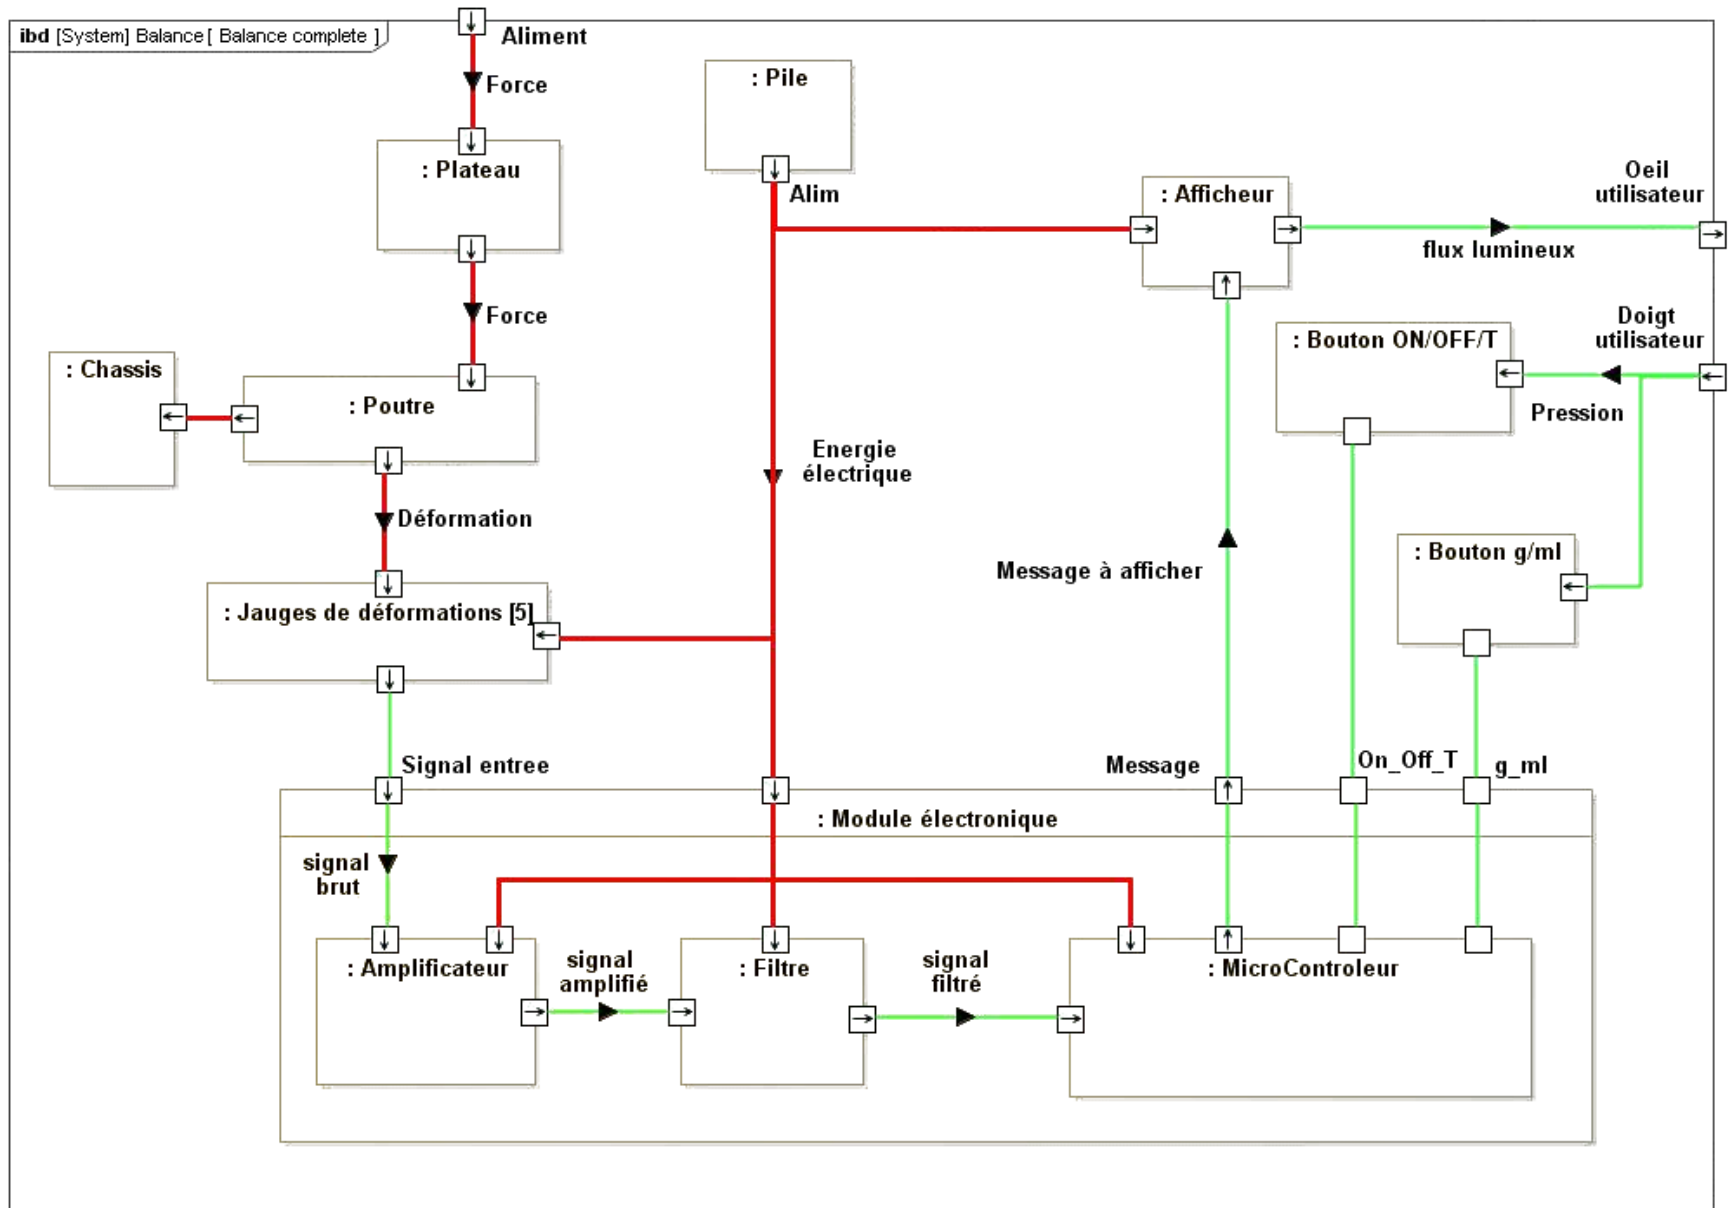 ibd [System] Balance [ Balance complete ]
Aliment
Force
: Pile
: Plateau
Alim
: Afficheur
Oeil
utilisateur
flux lumineux
Force
Doigt
utilisateur
: Bouton ON/OFF/T
: Chassis
: Poutre
Pression
Energie
électrique
Déformation
: Bouton g/ml
Message à afficher
: Jauges de déformations [5]
Signal entree
Message
On_Off_T
g_ml
: Module électronique
signal
brut
: Amplificateur
signal
amplifié
: Filtre
signal
filtré
: MicroControleur